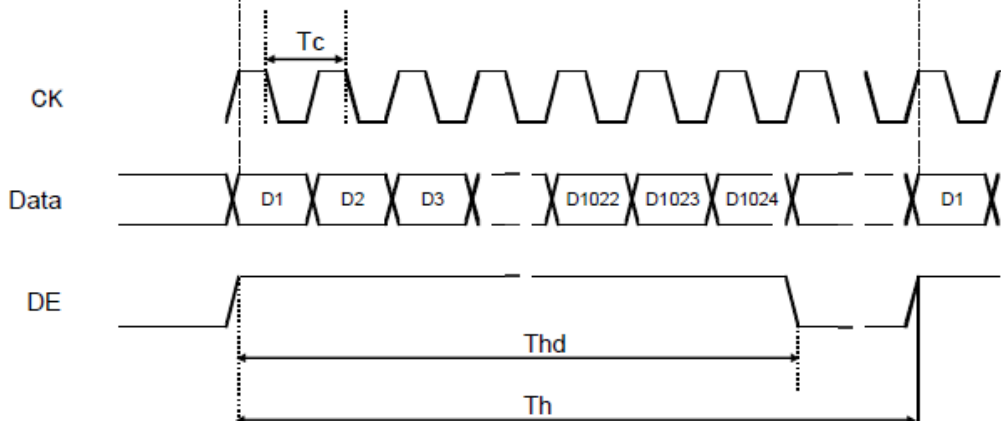 Tc
CK
Data D1 D2 D3 D1022 D1023 D1024 D1
DE
Thd
Th